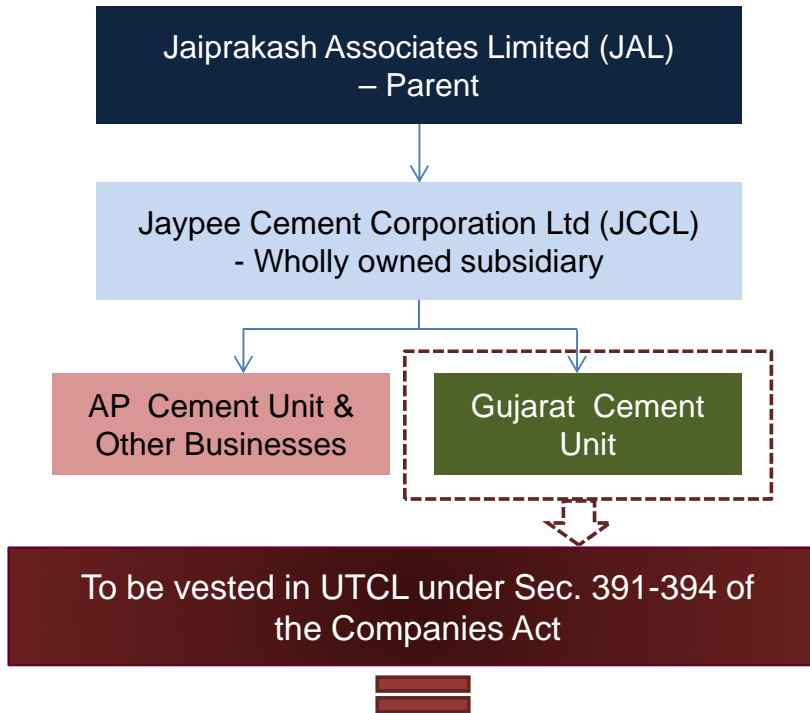 Jaiprakash Associates Limited (JAL)
– Parent
Jaypee Cement Corporation Ltd (JCCL)
- Wholly owned subsidiary
AP Cement Unit &
Other Businesses
Gujarat Cement
Unit
To be vested in UTCL under Sec. 391-394 of
the Companies Act